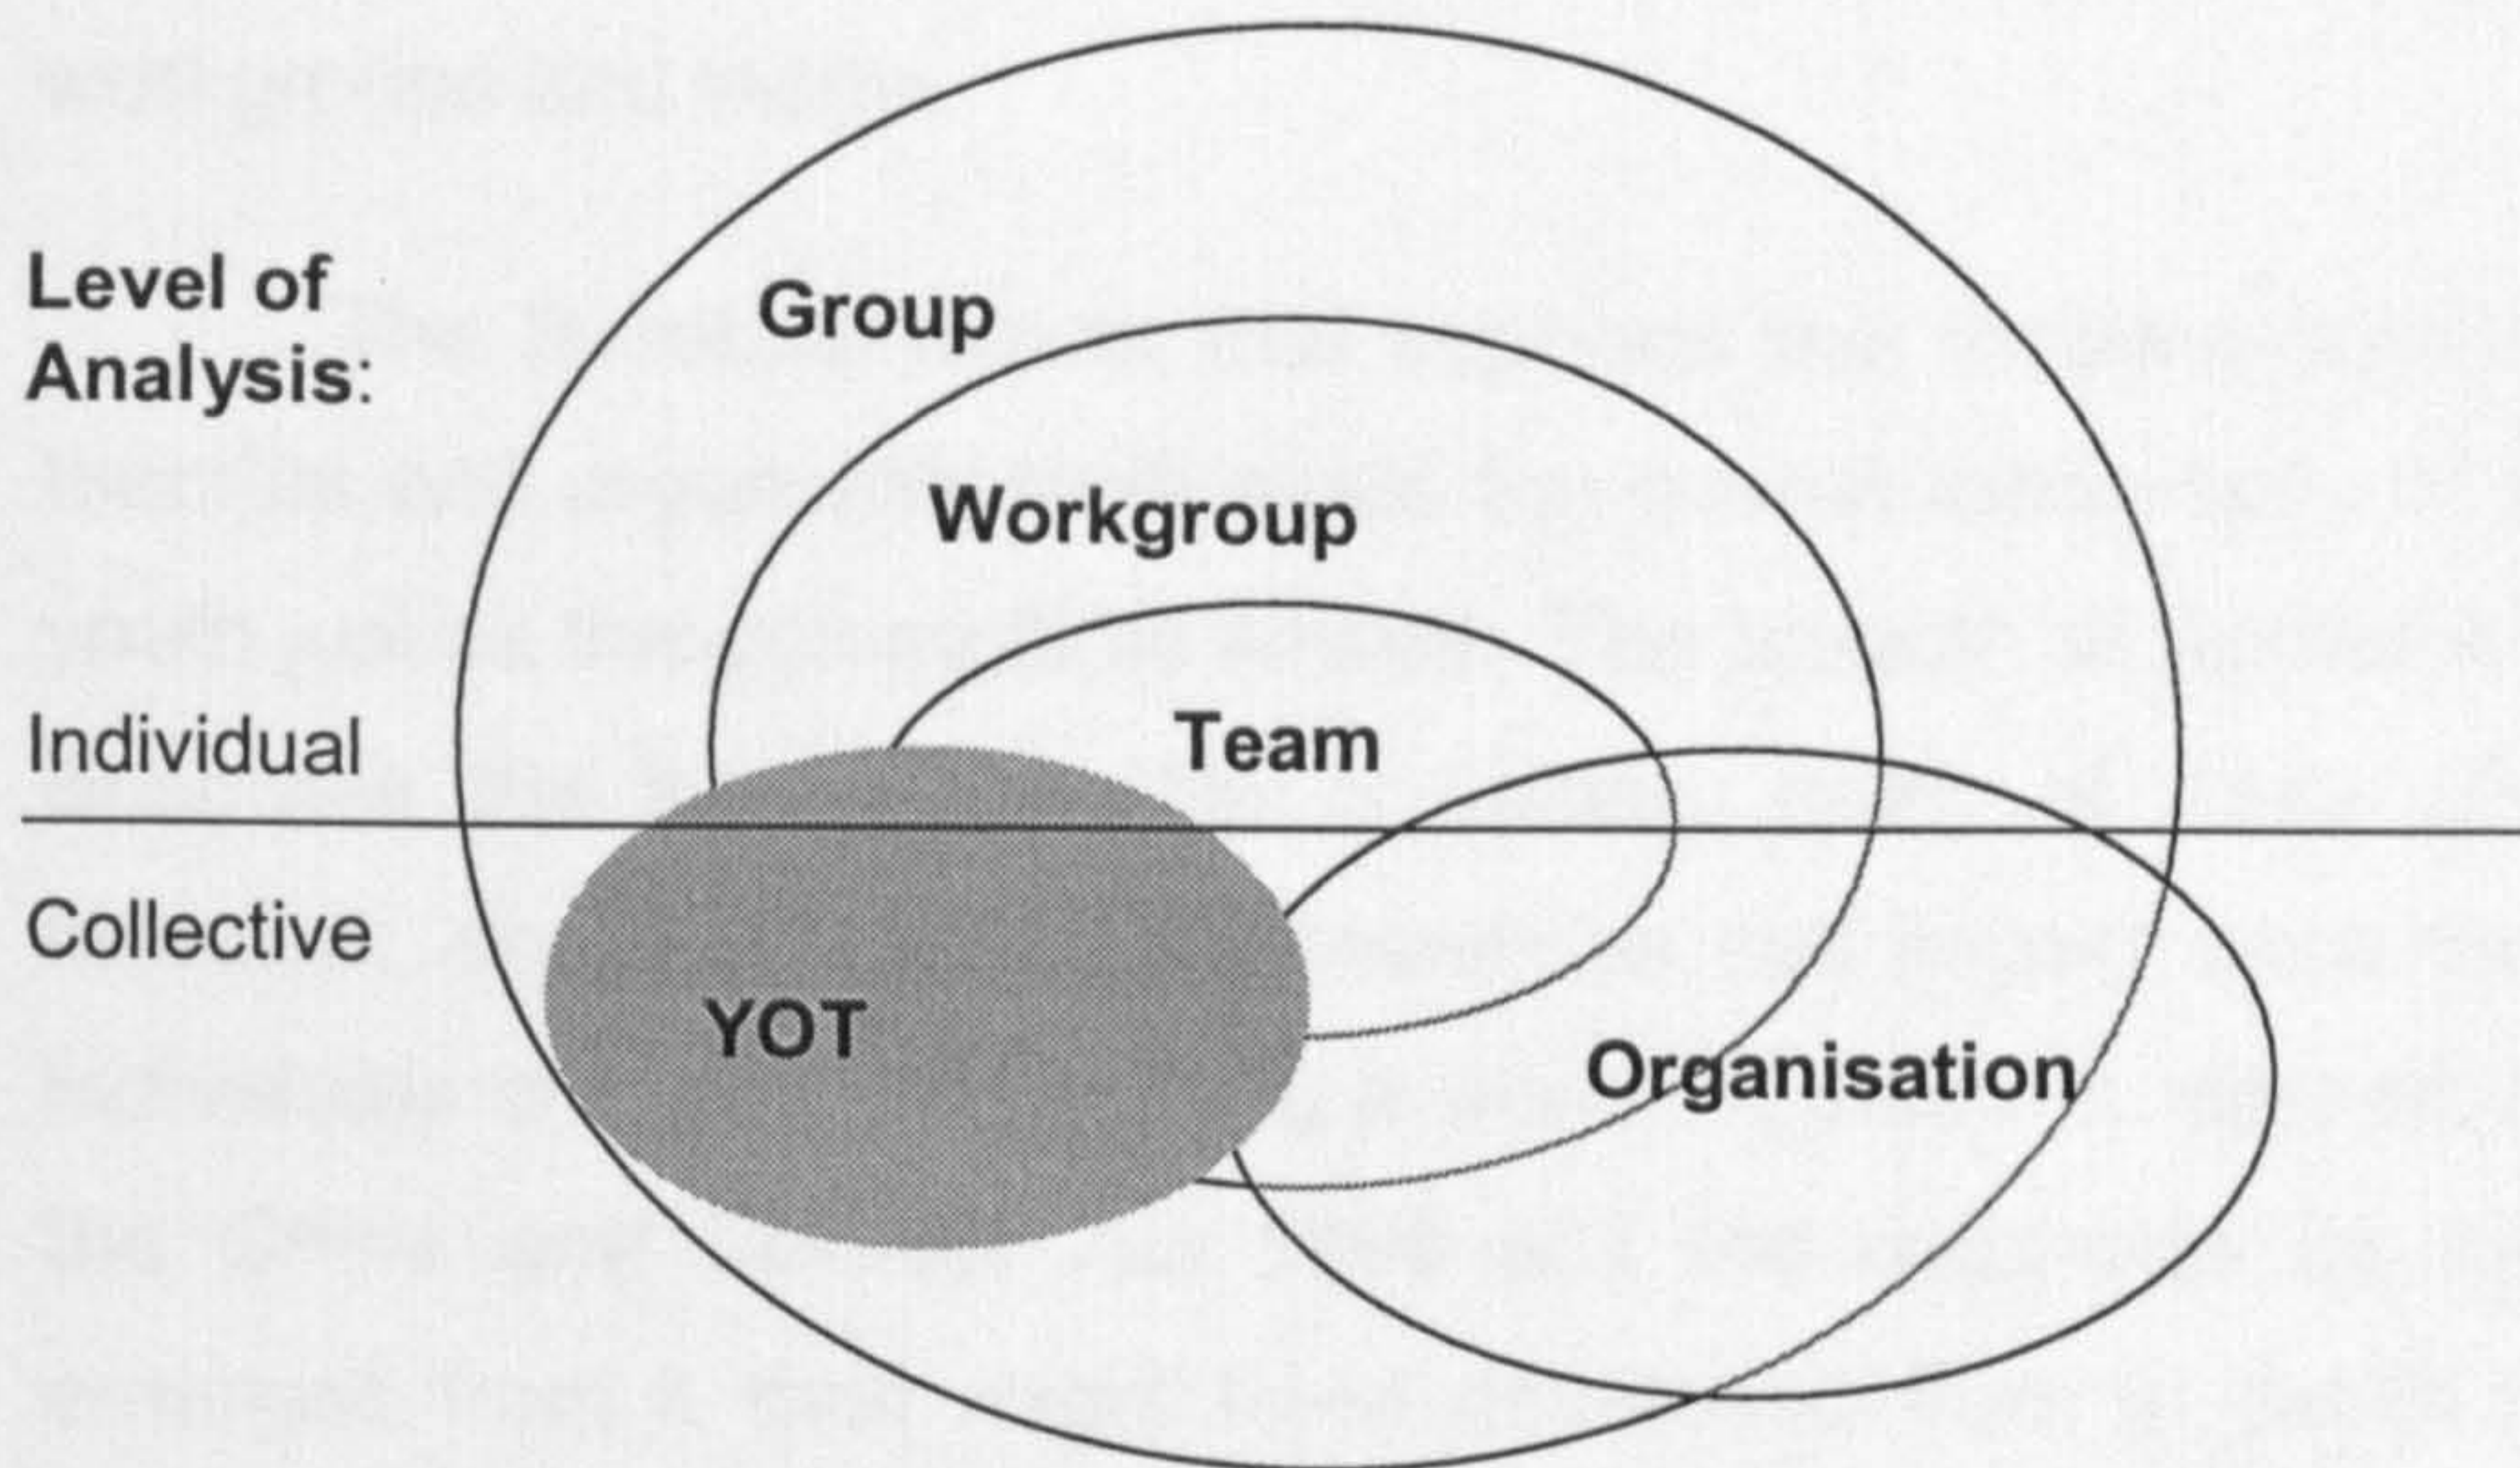 Level of
Analysis:
Group
Workgroup
Individual
Team
Collective
YOT
Organisation